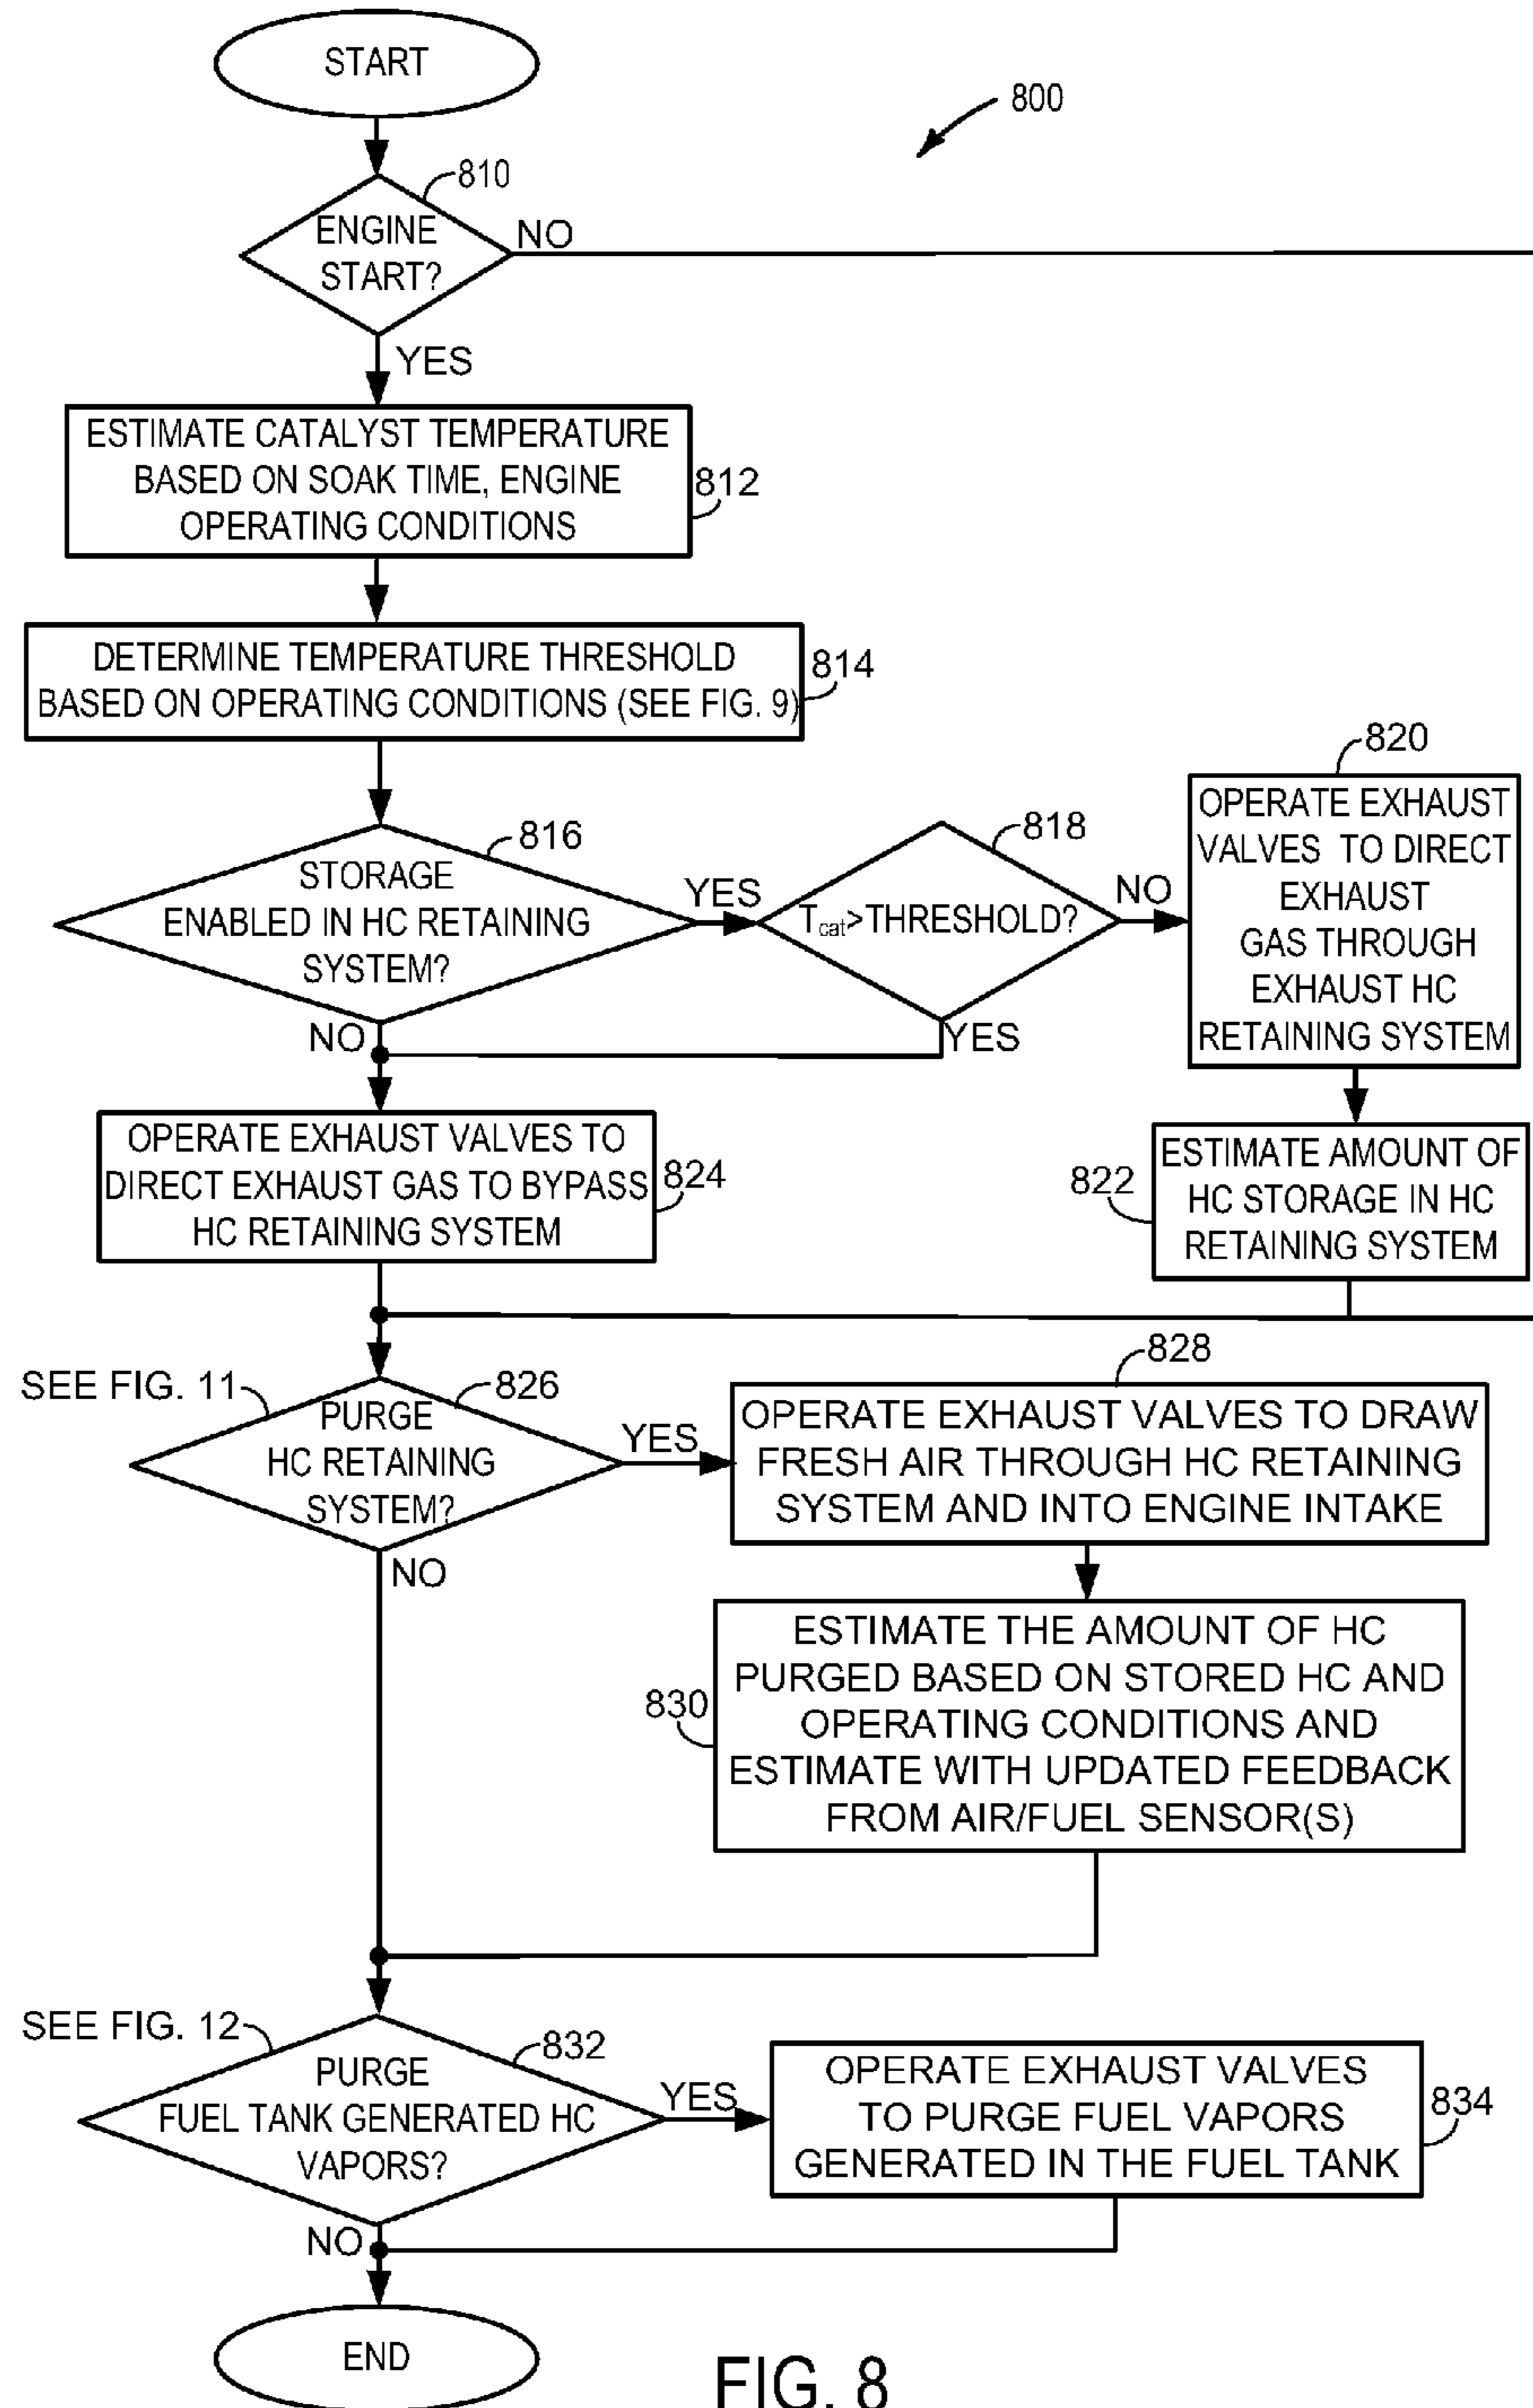 START
800
810
ENGINE
START?
NO
YES
ESTIMATE CATALYST TEMPERATURE
BASED ON SOAK TIME, ENGINE
OPERATING CONDITIONS
812
DETERMINE TEMPERATURE THRESHOLD
BASED ON OPERATING CONDITIONS (SEE FIG. 9)
814
816
STORAGE
ENABLED IN HC RETAINING
SYSTEM?
YES
NO
818
Tcat>THRESHOLD?
NO
YES
820
OPERATE EXHAUST
VALVES TO DIRECT
EXHAUST
GAS THROUGH
EXHAUST HC
RETAINING SYSTEM
822
ESTIMATE AMOUNT OF
HC STORAGE IN HC
RETAINING SYSTEM
OPERATE EXHAUST VALVES TO
DIRECT EXHAUST GAS TO BYPASS
HC RETAINING SYSTEM
824
SEE FIG. 11
826
PURGE
HC RETAINING
SYSTEM?
YES
NO
828
OPERATE EXHAUST VALVES TO DRAW
FRESH AIR THROUGH HC RETAINING
SYSTEM AND INTO ENGINE INTAKE
830
ESTIMATE THE AMOUNT OF HC
PURGED BASED ON STORED HC AND
OPERATING CONDITIONS AND
ESTIMATE WITH UPDATED FEEDBACK
FROM AIR/FUEL SENSOR(S)
SEE FIG. 12
832
PURGE
FUEL TANK GENERATED HC
VAPORS?
YES
NO
OPERATE EXHAUST VALVES
TO PURGE FUEL VAPORS
GENERATED IN THE FUEL TANK
834
END
FIG. 8